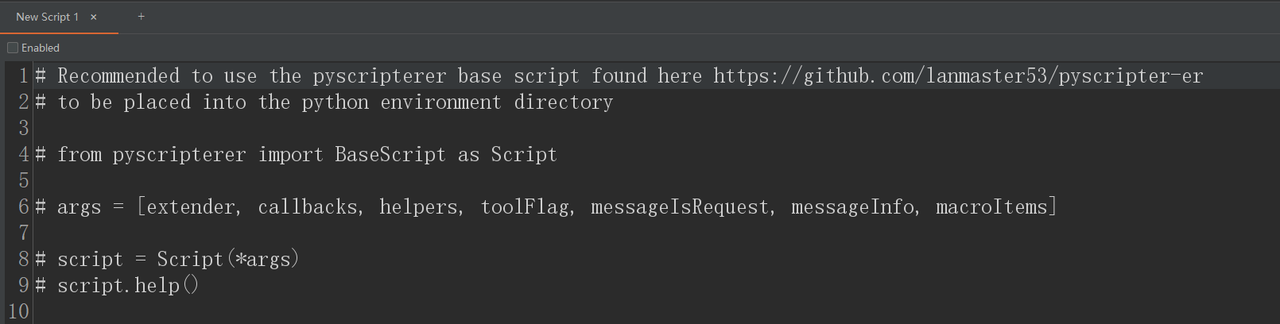 New Script 1 × +
Enabled
1 # Recommended to use the pyscripterer base script found here https://github.com/lanmaster53/pyscripter-er
2 # to be placed into the python environment directory
3
4 # from pyscripterer import BaseScript as Script
5
6 # args = [extender, callbacks, helpers, toolFlag, messageIsRequest, messageInfo, macroItems]
7
8 # script = Script(*args)
9 # script.help()
10